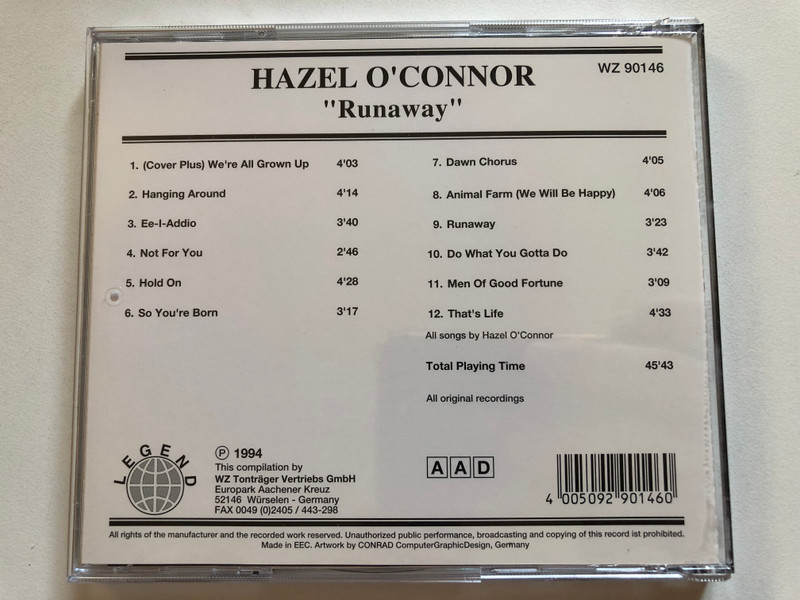 HAZEL O'CONNOR
"Runaway"
WZ 90146
1. (Cover Plus) We're All Grown Up 4'03
2. Hanging Around 4'14
3. Ee-I-Addio 3'40
4. Not For You 2'46
5. Hold On 4'28
6. So You're Born 3'17
7. Dawn Chorus 4'05
8. Animal Farm (We Will Be Happy) 4'06
9. Runaway 3'23
10. Do What You Gotta Do 3'42
11. Men Of Good Fortune 3'09
12. That's Life 4'33
All songs by Hazel O'Connor
Total Playing Time 45'43
All original recordings
LEGEND
Ⓟ 1994
This compilation by
WZ Tonträger Vertriebs GmbH
Europark Aachener Kreuz
52146 Würselen - Germany
FAX 0049 (0)2405 / 443-298
AAD
4 005092 901460
All rights of the manufacturer and the recorded work reserved. Unauthorized public performance, broadcasting and copying of this record ist prohibited.
Made in EEC. Artwork by CONRAD ComputerGraphicDesign, Germany